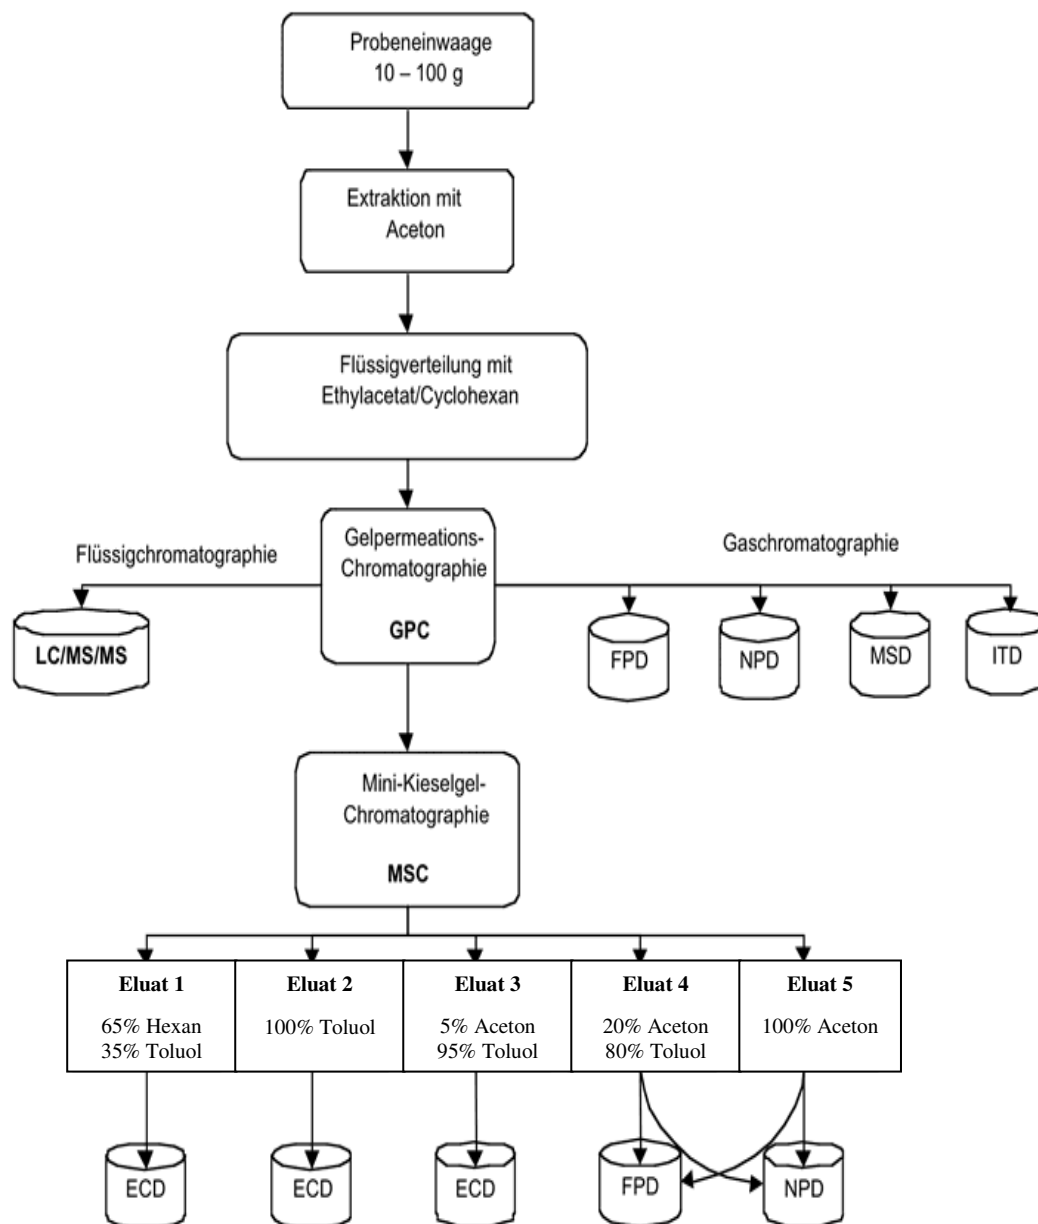 Probeneinwaage
10 – 100 g
Extraktion mit
Aceton
Flüssigverteilung mit
Ethylacetat/Cyclohexan
Gelpermeations-
Chromatographie
GPC
Flüssigchromatographie
Gaschromatographie
LC/MS/MS
FPD
NPD
MSD
ITD
Mini-Kieselgel-
Chromatographie
MSC
Eluat 1
65% Hexan
35% Toluol
Eluat 2
100% Toluol
Eluat 3
5% Aceton
95% Toluol
Eluat 4
20% Aceton
80% Toluol
Eluat 5
100% Aceton
ECD
ECD
ECD
FPD
NPD